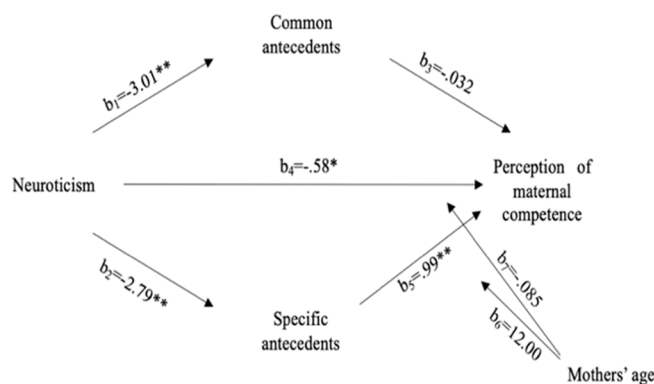 Common
antecedents
b1=-3.01**
b3=-.032
b4=-.58*
Neuroticism
Perception of
maternal
competence
b2=-2.79**
b5=.99**
b7=-.085
b6=12.00
Specific
antecedents
Mothers' age